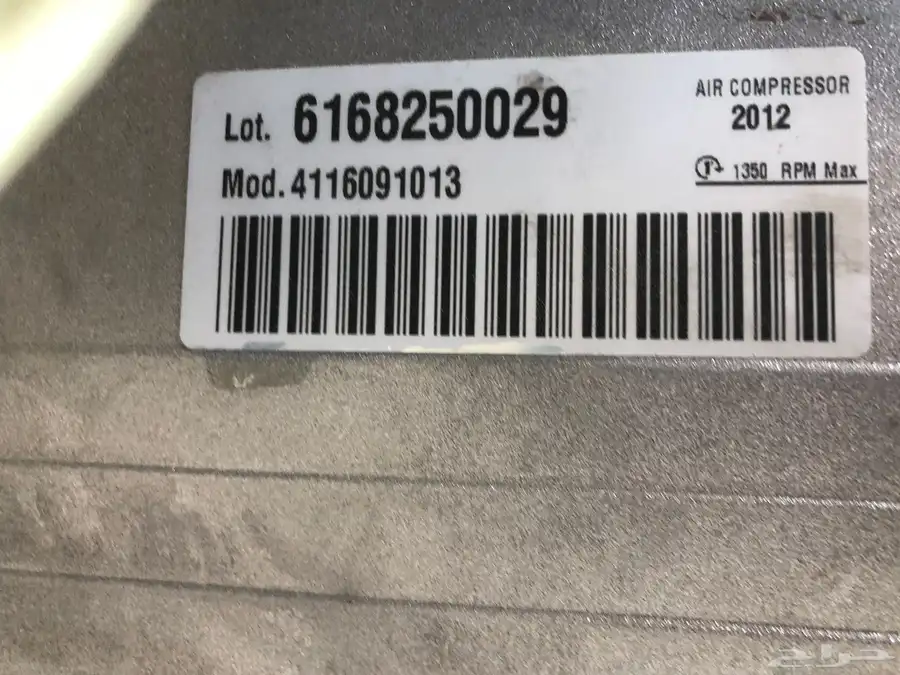 Lot. 6168250029
Mod. 4116091013
AIR COMPRESSOR
2012
1350 RPM Max
حراج